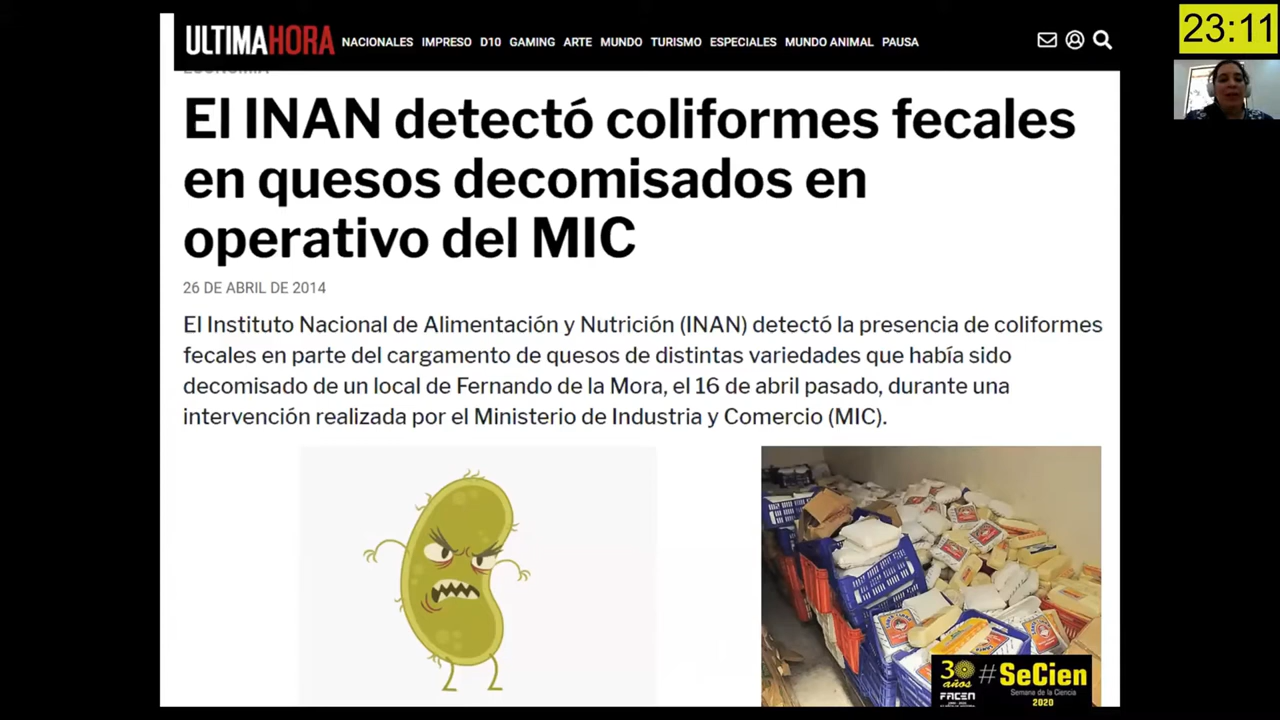 ULTIMAHORA NACIONALES IMPRESO D10 GAMING ARTE MUNDO TURISMO ESPECIALES MUNDO ANIMAL PAUSA
23:11
ECONOMÍA
El INAN detectó coliformes fecales
en quesos decomisados en
operativo del MIC
26 DE ABRIL DE 2014
El Instituto Nacional de Alimentación y Nutrición (INAN) detectó la presencia de coliformes
fecales en parte del cargamento de quesos de distintas variedades que había sido
decomisado de un local de Fernando de la Mora, el 16 de abril pasado, durante una
intervención realizada por el Ministerio de Industria y Comercio (MIC).
30 años
FACEN
#SeCien
Semana de la Ciencia
2020